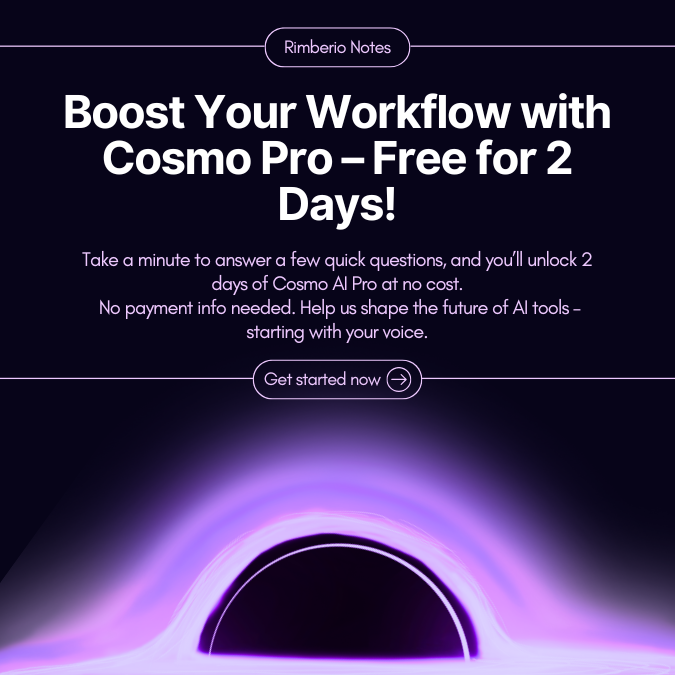 Rimberio Notes
Boost Your Workflow with
Cosmo Pro – Free for 2
Days!
Take a minute to answer a few quick questions, and you’ll unlock 2
days of Cosmo AI Pro at no cost.
No payment info needed. Help us shape the future of AI tools –
starting with your voice.
Get started now